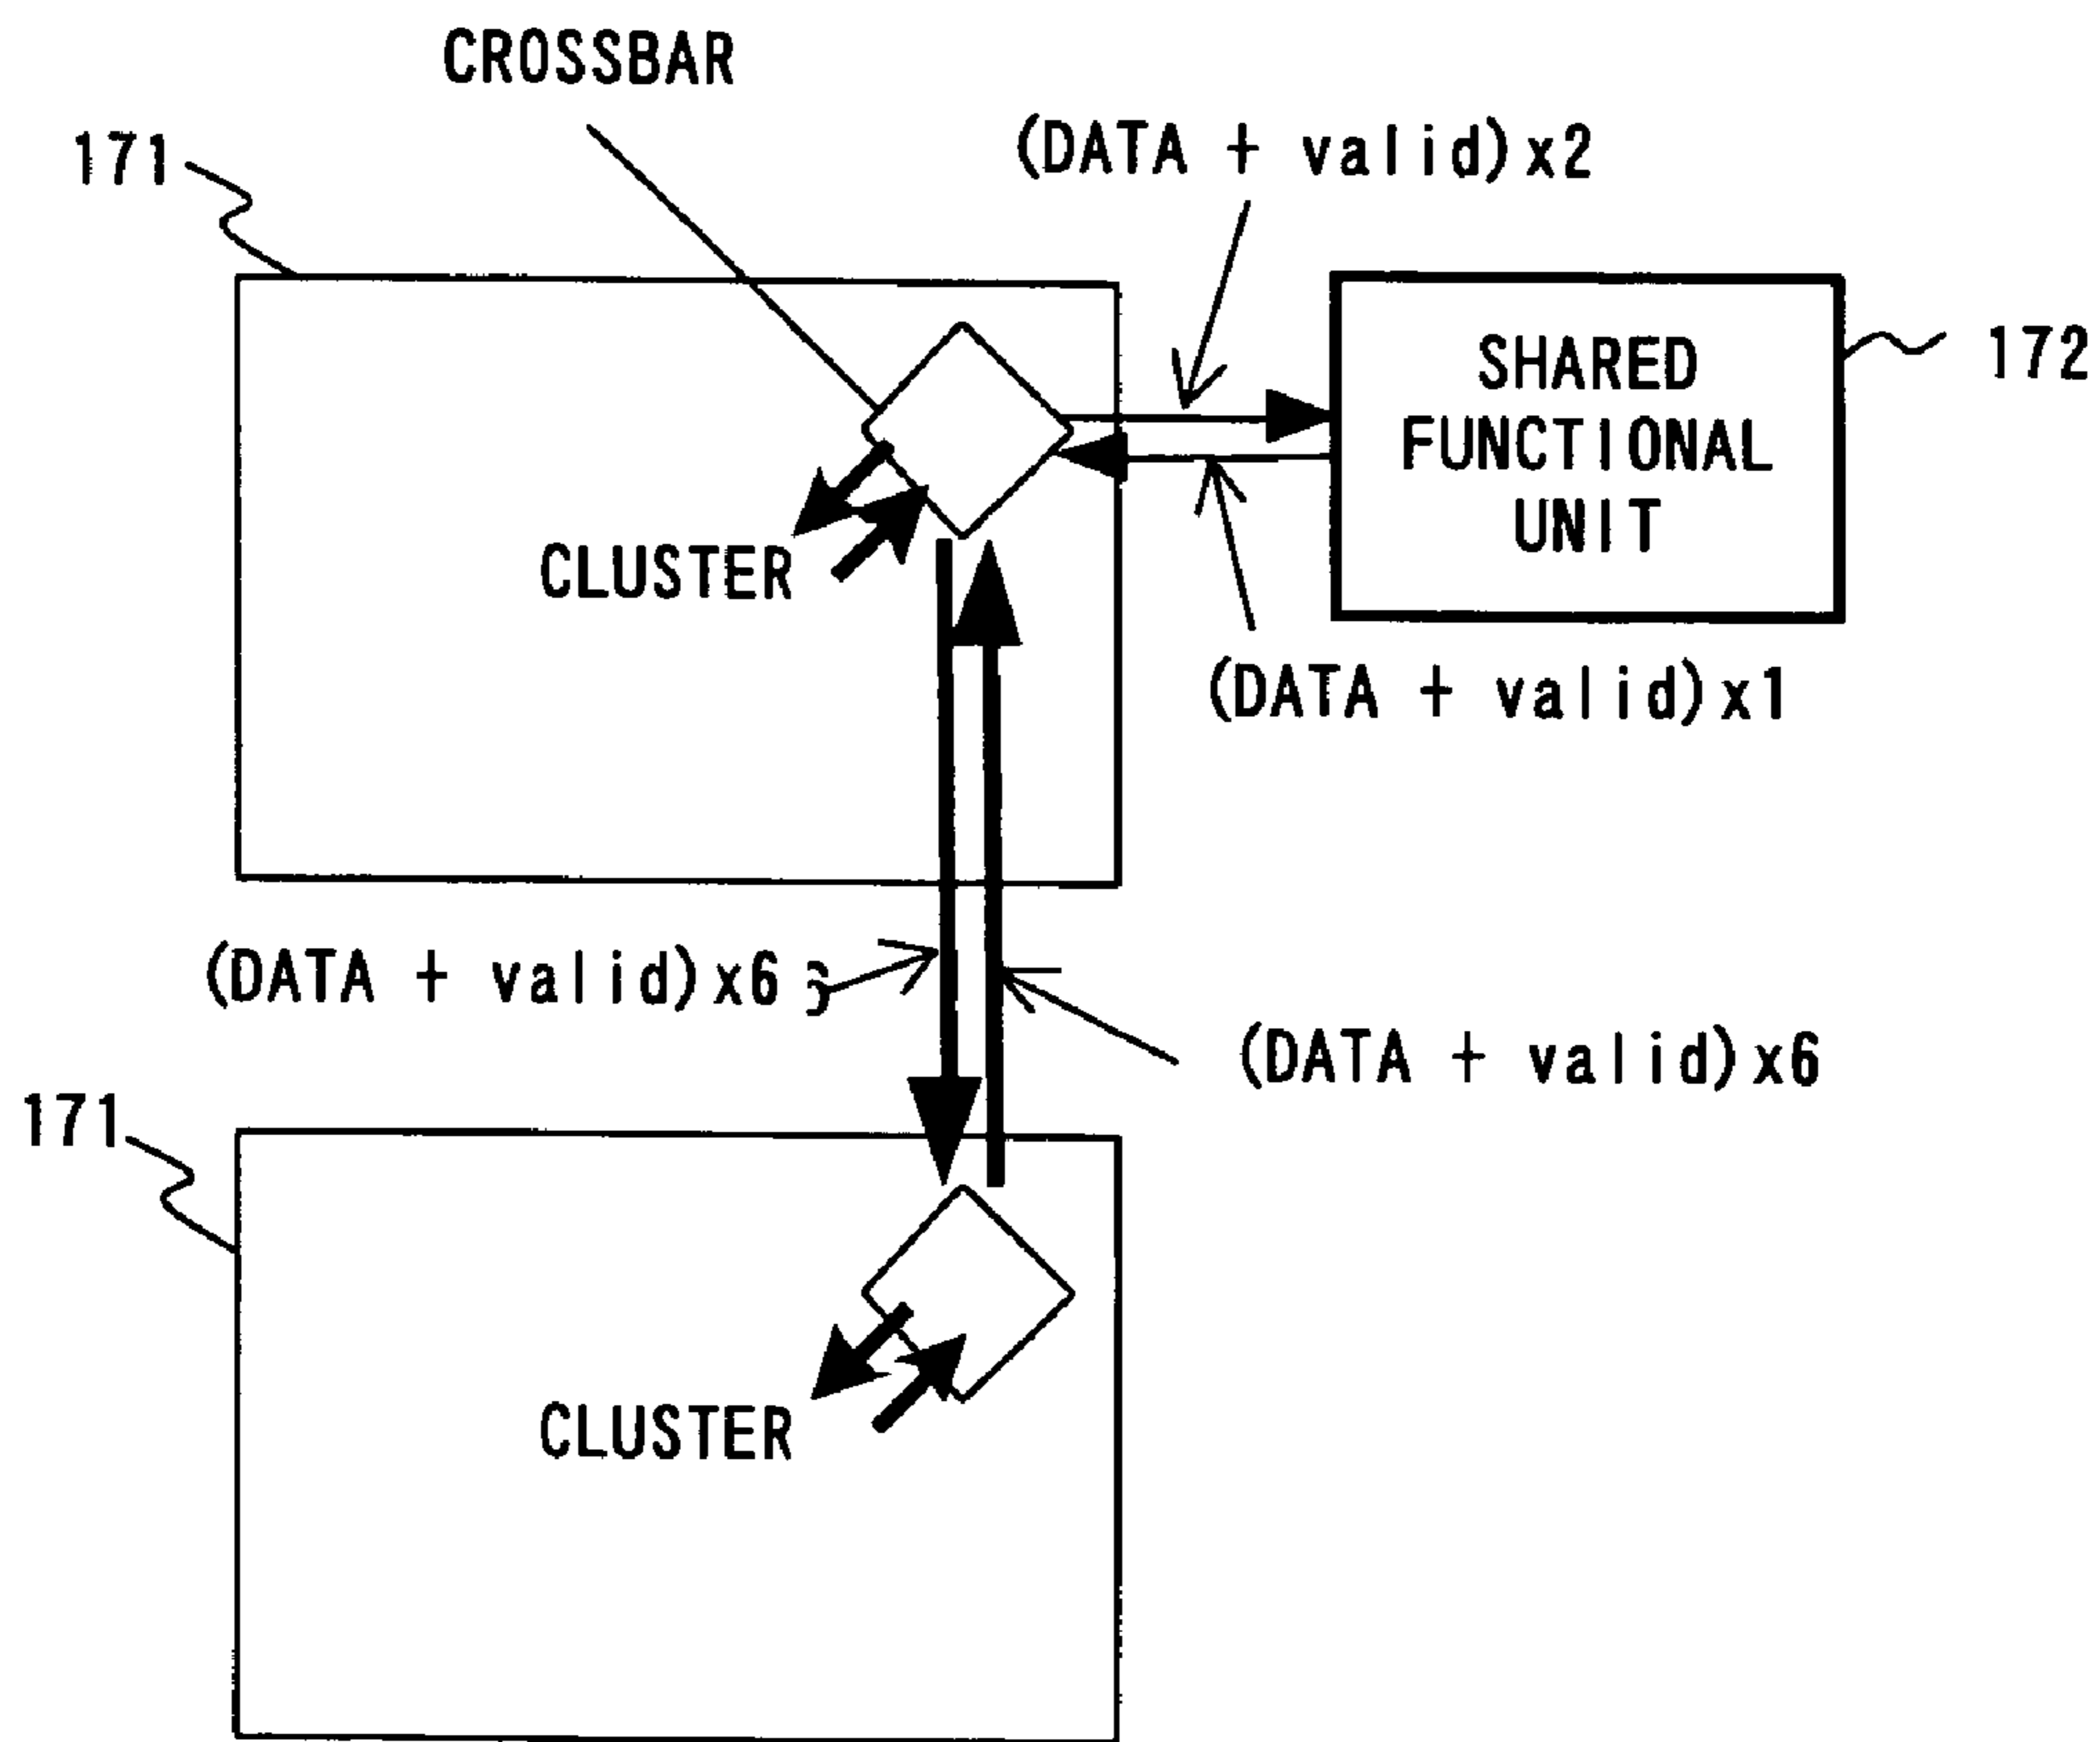 CROSSBAR
171
(DATA + valid)x2
SHARED
FUNCTIONAL
UNIT
172
CLUSTER
(DATA + valid)x1
(DATA + valid)x6
(DATA + valid)x6
171
CLUSTER